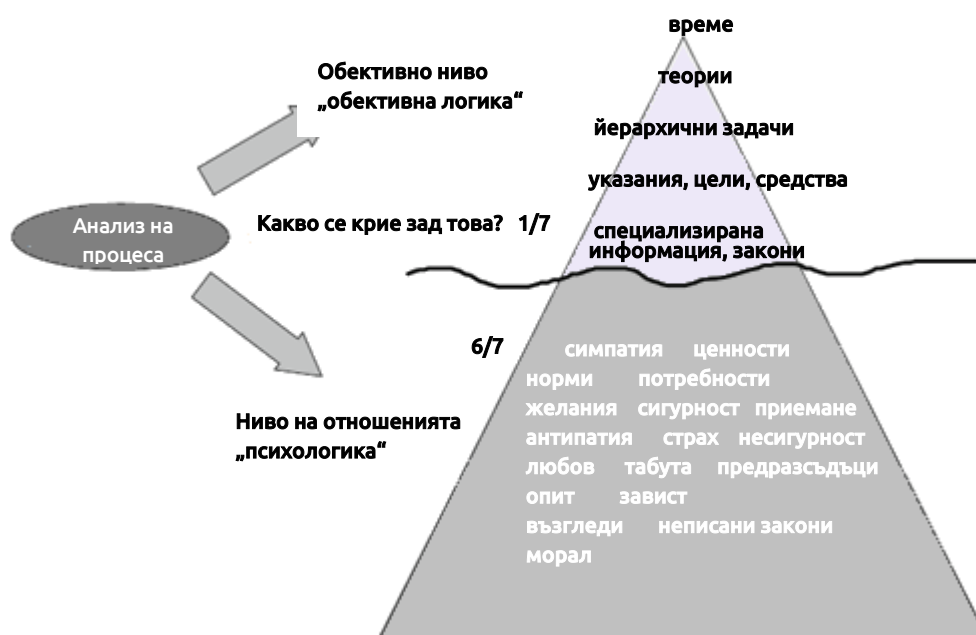 време
Обективно ниво
„обективна логика“
теории
йерархични задачи
указания, цели, средства
Анализ на
процеса
Какво се крие зад това? 1/7
специализирана
информация, закони
6/7
симпатия ценности
норми потребности
желания сигурност приемане
антипатия страх несигурност
любов табута предразсъдъци
опит завист
възгледи неписани закони
морал
Ниво на отношенията
„психологика“